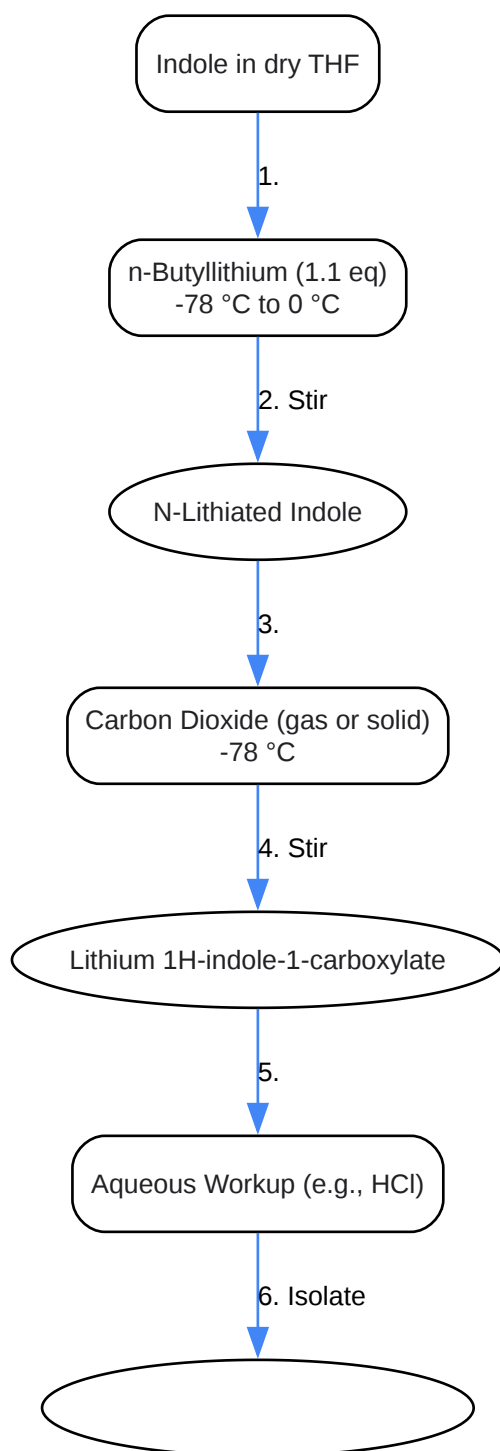 Indole in dry THF
1.
n-Butyllithium (1.1 eq)
-78 °C to 0 °C
2. Stir
N-Lithiated Indole
3.
Carbon Dioxide (gas or solid)
-78 °C
4. Stir
Lithium 1H-indole-1-carboxylate
5.
Aqueous Workup (e.g., HCl)
6. Isolate